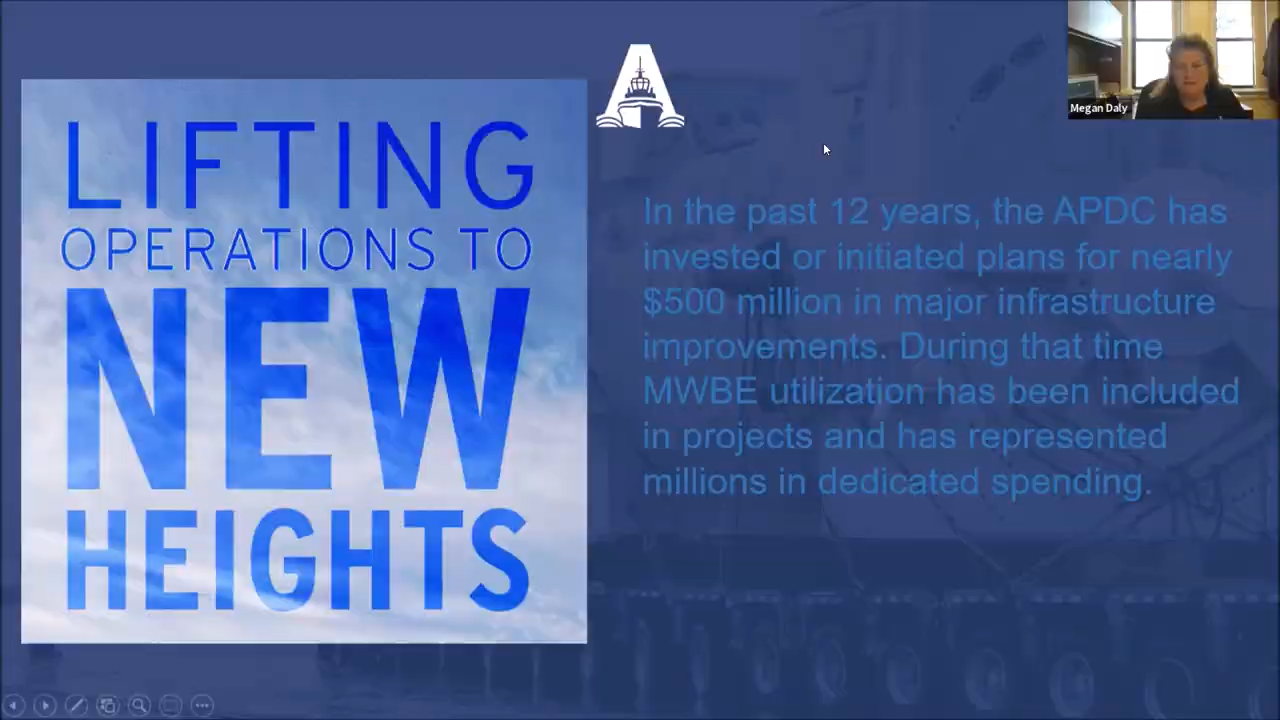 LIFTING
OPERATIONS TO
NEW
HEIGHTS
A
Megan Daly
In the past 12 years, the APDC has
invested or initiated plans for nearly
$500 million in major infrastructure
improvements. During that time
MWBE utilization has been included
in projects and has represented
millions in dedicated spending.